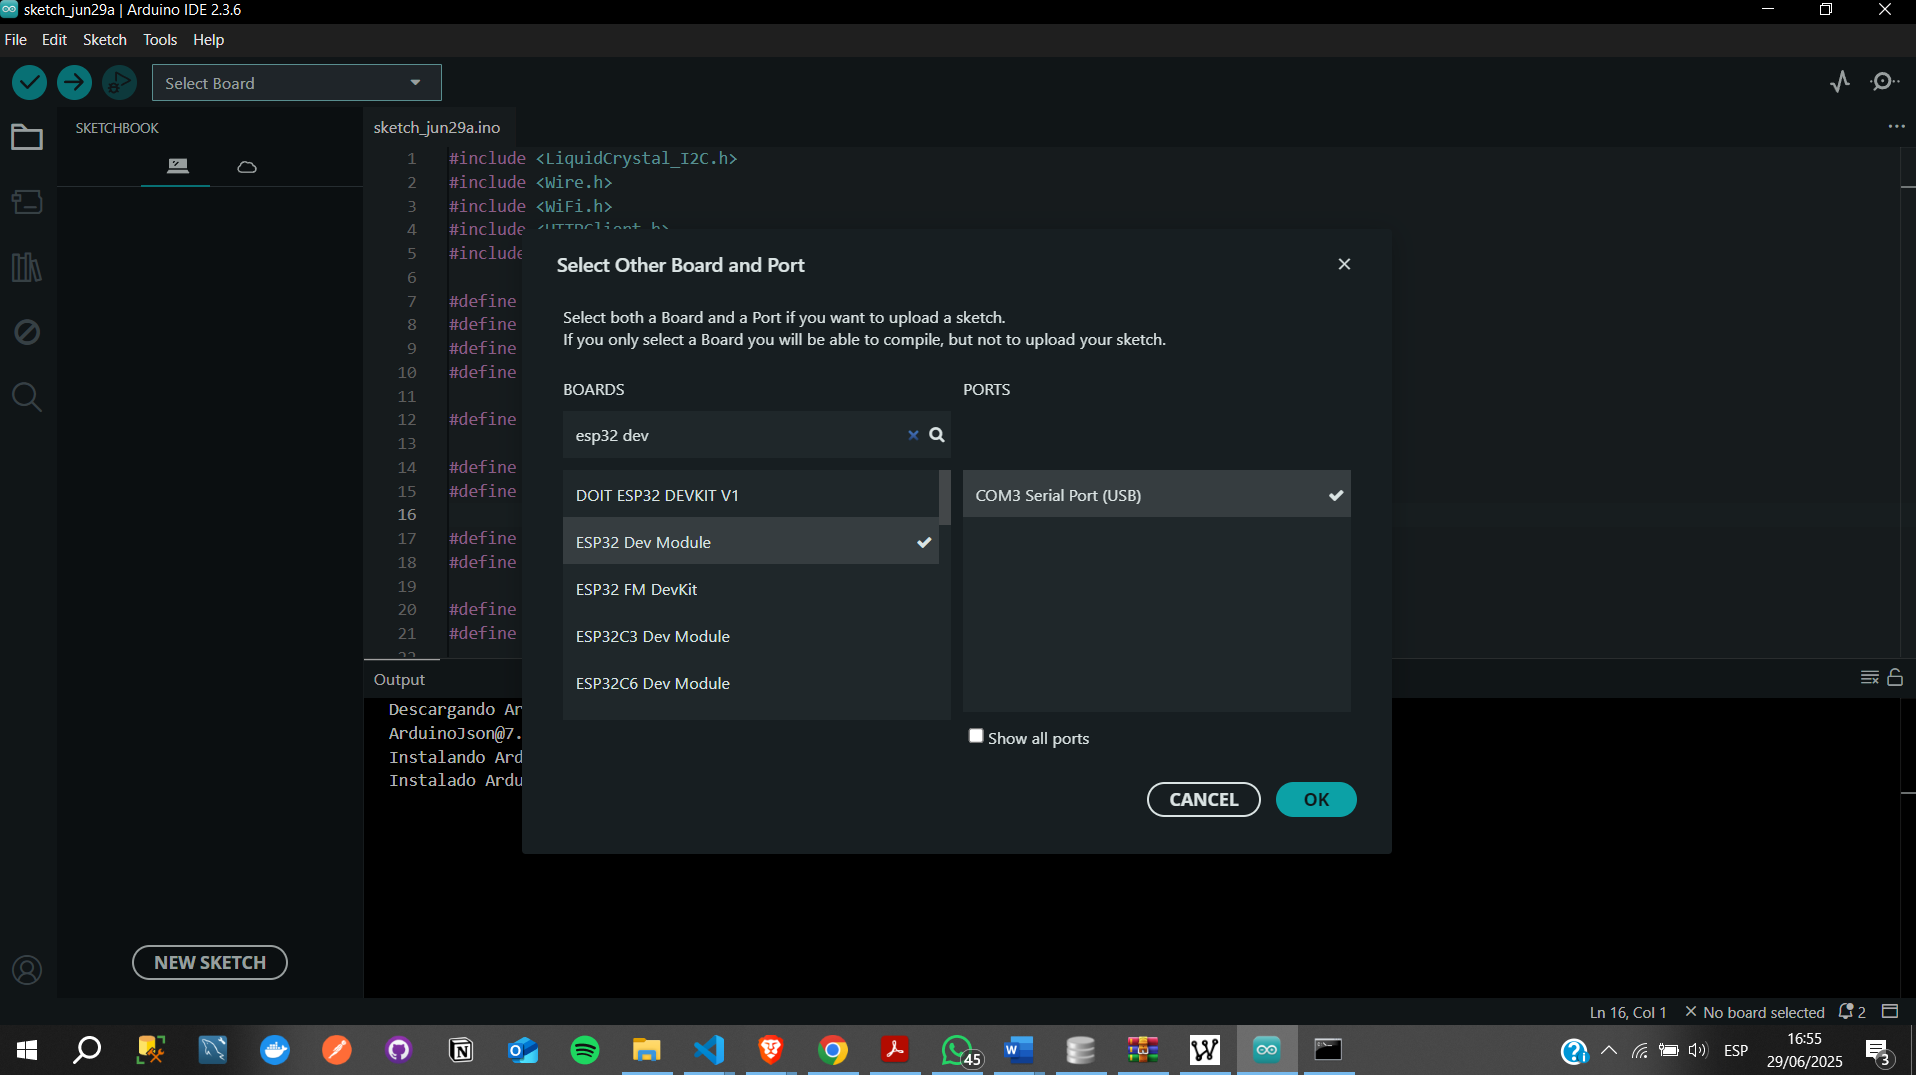 sketch_jun29a | Arduino IDE 2.3.6
File Edit Sketch Tools Help
Select Board
SKETCHBOOK
sketch_jun29a.ino
1 #include <LiquidCrystal_I2C.h>
2 #include <Wire.h>
3 #include <WiFi.h>
4 #include <HTTPClient.h>
5 #include
6
7 #define
8 #define
9 #define
10 #define
11
12 #define
13
14 #define
15 #define
16
17 #define
18 #define
19
20 #define
21 #define
22
Select Other Board and Port
Select both a Board and a Port if you want to upload a sketch.
If you only select a Board you will be able to compile, but not to upload your sketch.
BOARDS
PORTS
esp32 dev
DOIT ESP32 DEVKIT V1
ESP32 Dev Module
ESP32 FM DevKit
ESP32C3 Dev Module
ESP32C6 Dev Module
COM3 Serial Port (USB)
Show all ports
CANCEL
OK
Output
Descargando Ar
ArduinoJson@7.
Instalando Ard
Instalado Ardu
NEW SKETCH
Ln 16, Col 1
No board selected
2
45
ESP
16:55
29/06/2025
3